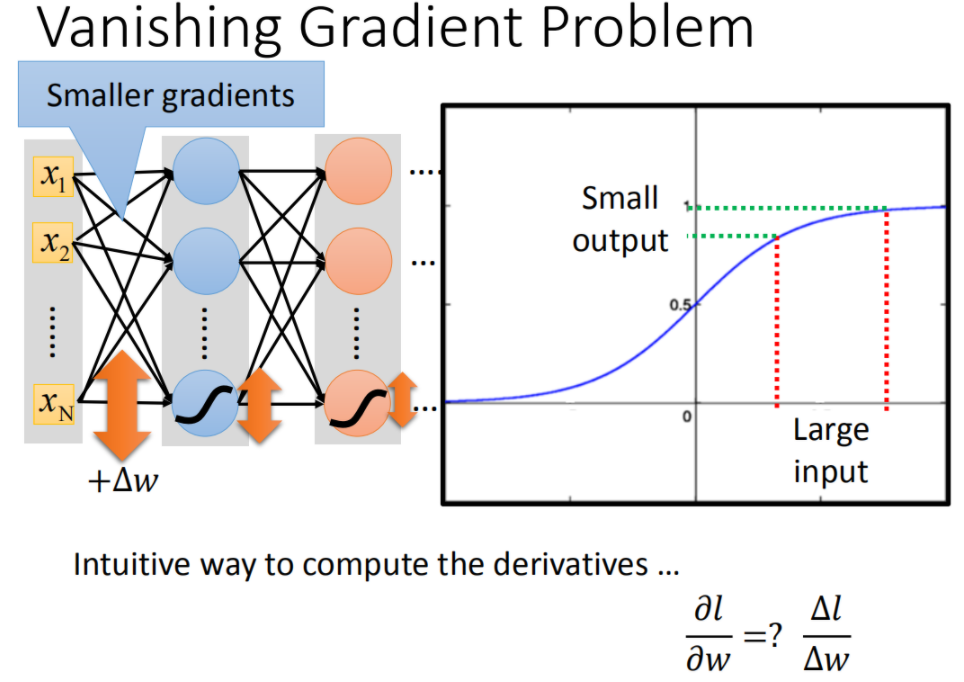 Vanishing Gradient Problem
Smaller gradients
x1
x2
......
xN
+Δw
......
......
....
...
...
Small
output
1
0.5
0
Large
input
Intuitive way to compute the derivatives ...
∂l/∂w =? Δl/Δw